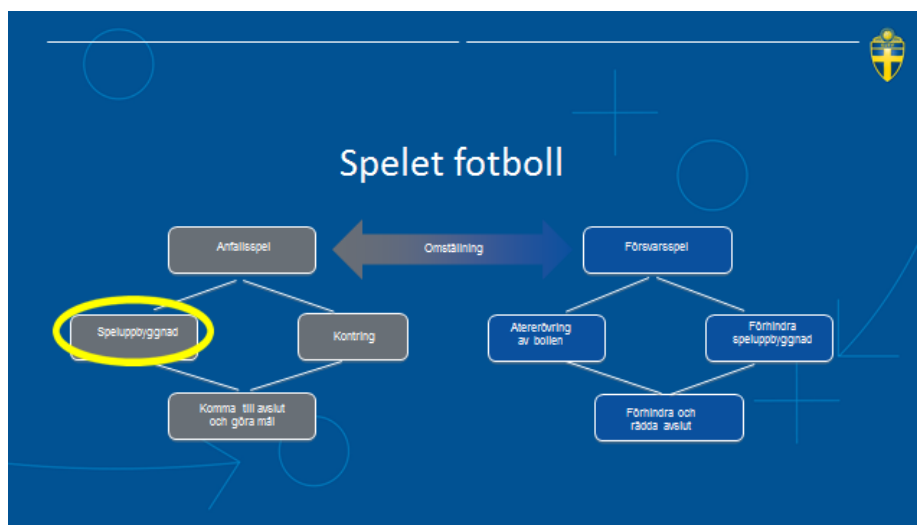 Spelet fotboll
Anfallsspel
Omställning
Försvarsspel
Speluppbyggnad
Kontring
Återerövring
av bollen
Förhindra
speluppbyggnad
Komma till avslut
och göra mål
Förhindra och
rädda avslut